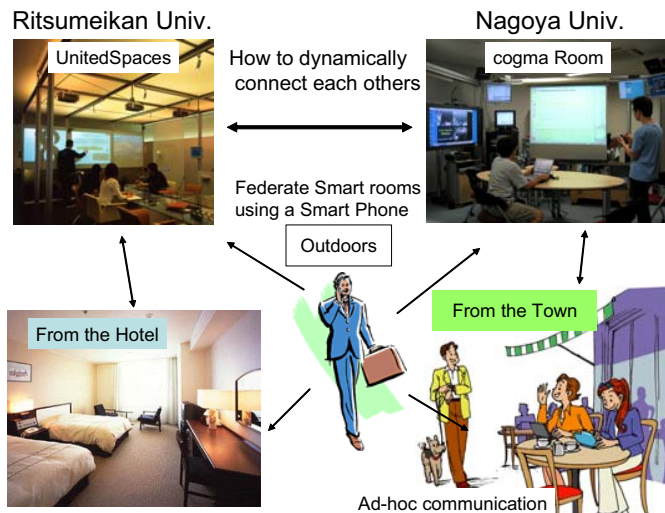 Ritsumeikan Univ.
Nagoya Univ.
UnitedSpaces
How to dynamically
connect each others
cogma Room
Federate Smart rooms
using a Smart Phone
Outdoors
From the Hotel
From the Town
Ad-hoc communication